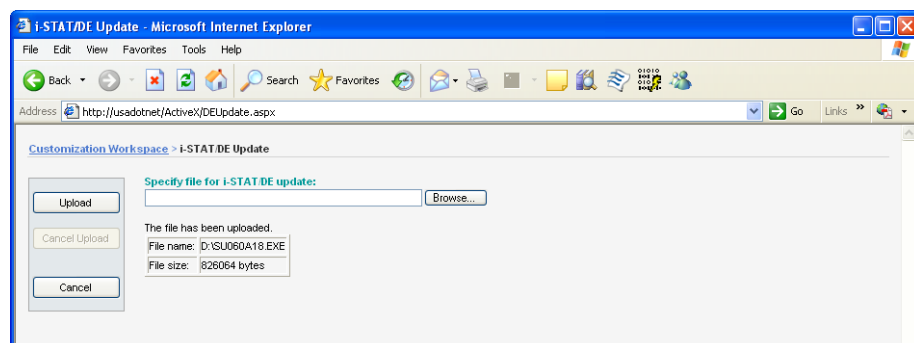 i-STAT/DE Update - Microsoft Internet Explorer
File Edit View Favorites Tools Help
Back Search Favorites
Address http://usadotnet/ActiveX/DEUpdate.aspx Go Links »
Customization Workspace > i-STAT/DE Update
Specify file for i-STAT/DE update:
Upload Browse...
The file has been uploaded.
Cancel Upload File name: D:\SU060A18.EXE
File size: 826064 bytes
Cancel